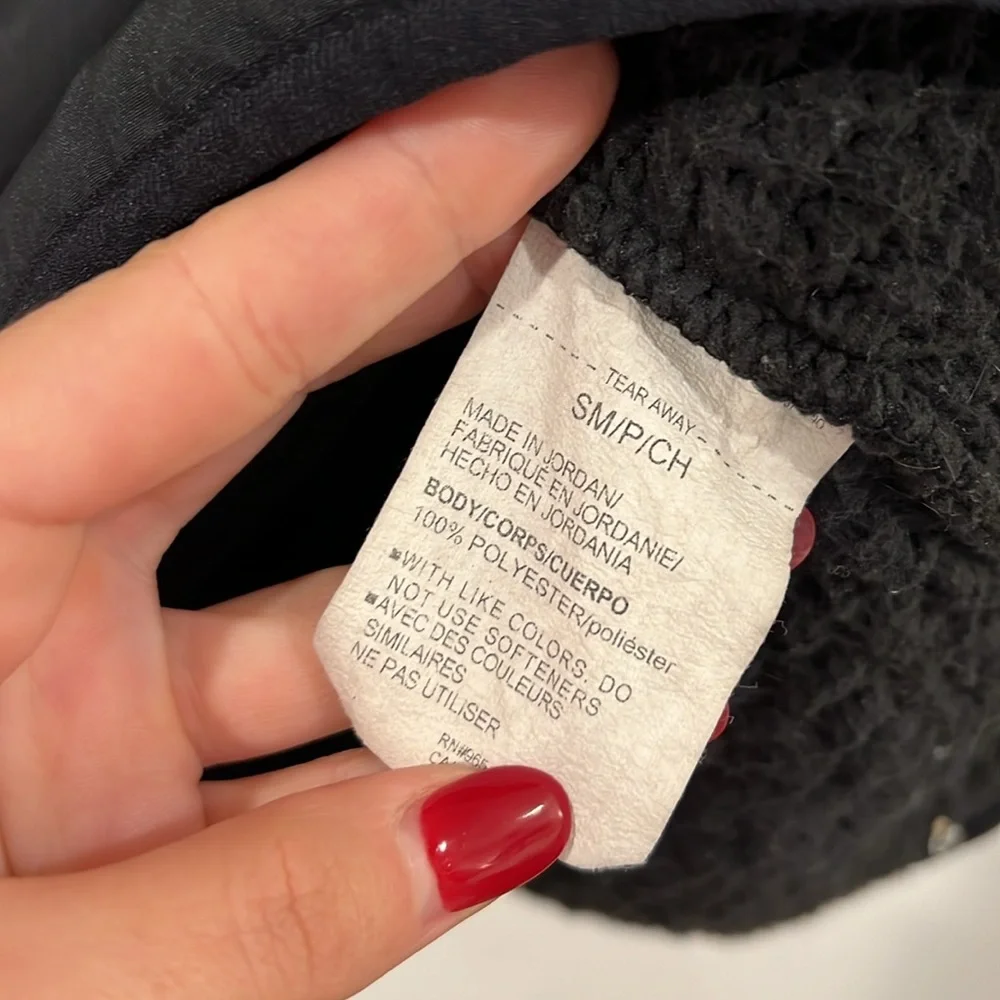 - - - TEAR AWAY - - -
SM/P/CH
MADE IN JORDAN/
FABRIQUÉ EN JORDANIE/
HECHO EN JORDANIA
BODY/CORPS/CUERPO
100% POLYESTER/poliéster
▪WITH LIKE COLORS. DO
NOT USE SOFTENERS
▪AVEC DES COULEURS
SIMILAIRES
NE PAS UTILISER